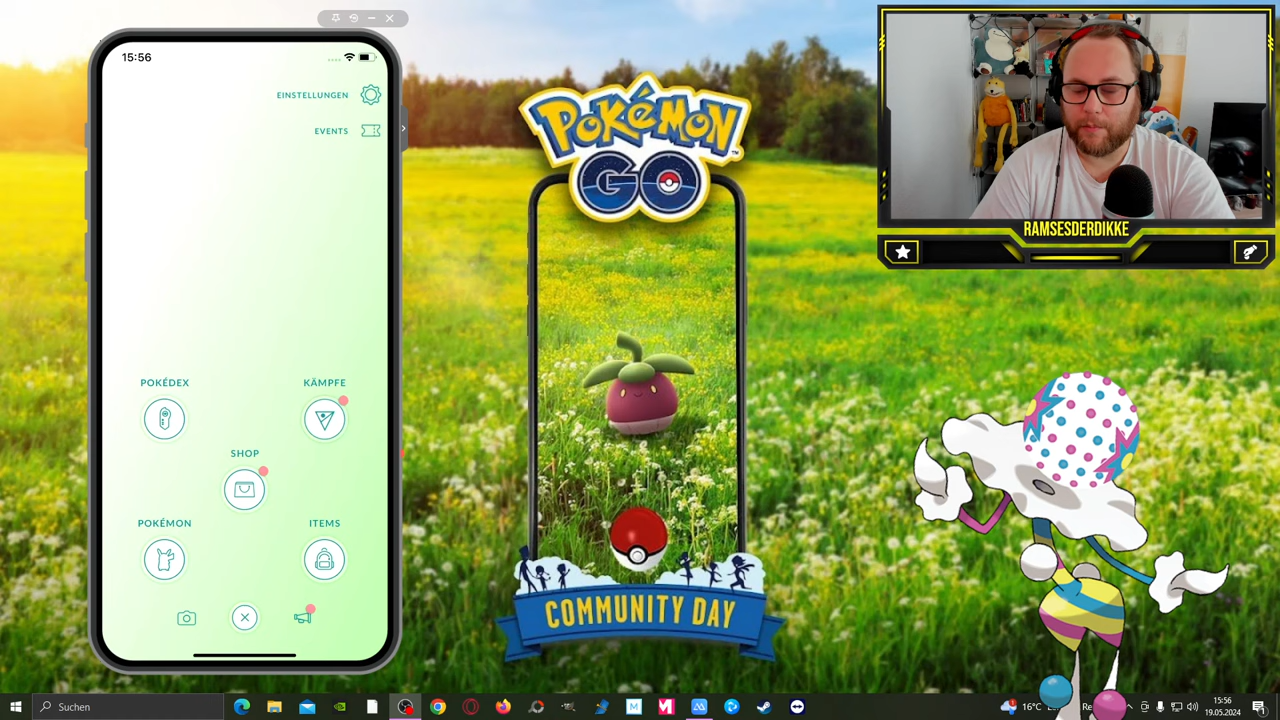 15:56
EINSTELLUNGEN
EVENTS
POKÉDEX
KÄMPFE
SHOP
POKÉMON
ITEMS
POKÉMON
GO
COMMUNITY DAY
RAMSESDERDIKKE
Suchen
16°C
15:56
19.05.2024